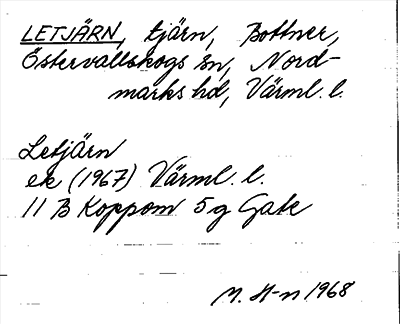 LETJÄRN, tjärn, Bottner,
Östervallskogs sn, Nord-
marks hd, Värml. l.
Letjärn
ek (1967) Värml. l.
11 B Koppom 5 g Gate
M. H-n 1968